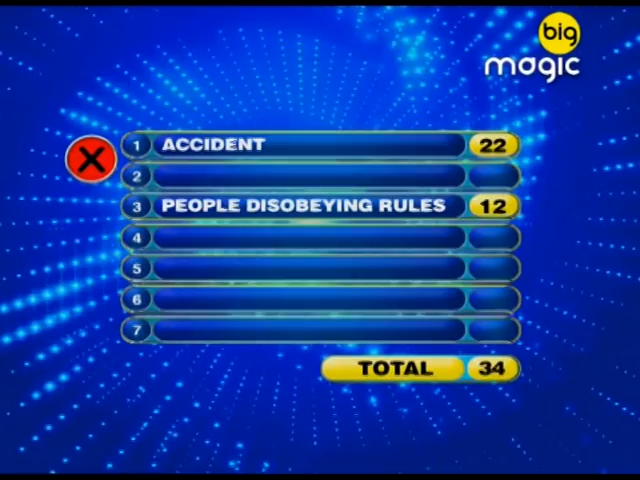 big
magic
1 ACCIDENT 22
2
3 PEOPLE DISOBEYING RULES 12
4
5
6
7
TOTAL 34